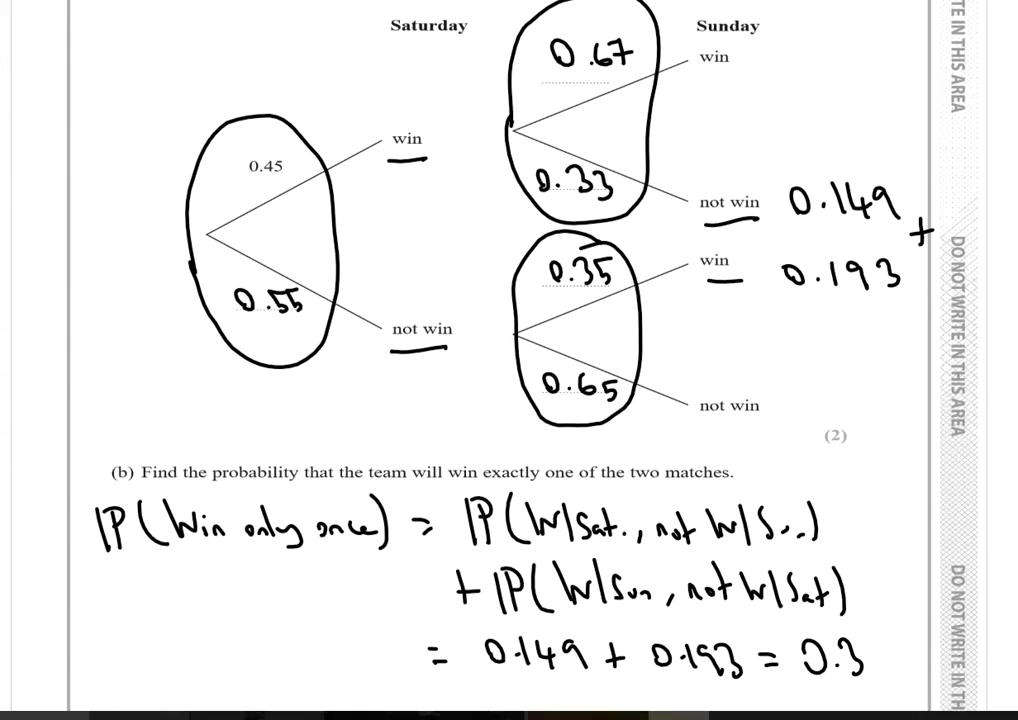 Saturday
Sunday
0.67
win
0.45
win
0.33
not win
0.149
+
0.55
0.35
win
0.193
not win
0.65
not win
(2)
(b) Find the probability that the team will win exactly one of the two matches.
IP(Win only once) = IP(W/Sat., not W/S..)
+ IP(W/Sun, not W/Sat)
= 0.149 + 0.193 = 0.3
TE IN THIS AREA
DO NOT WRITE IN THIS AREA
DO NOT WRITE IN TH